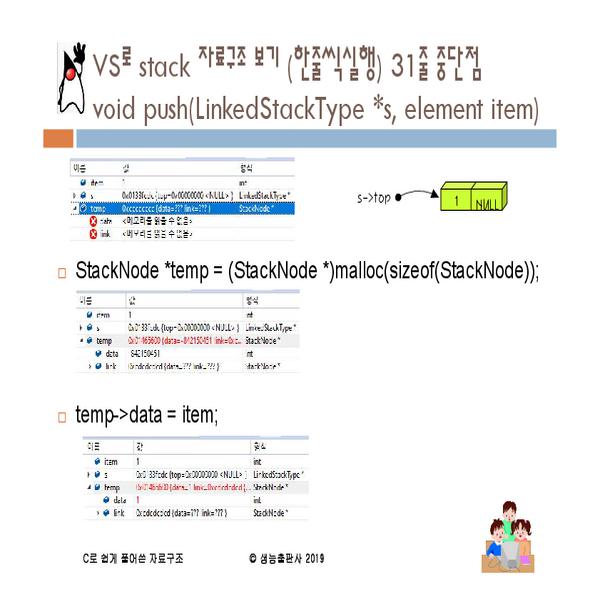 VS로 stack 자료구조 보기 (한줄씩실행) 31줄 중단점
void push(LinkedStackType *s, element item)
이름 값 형식
item 1 int
s 0x0133fcdc {top=0x00000000 <NULL> } LinkedStackType *
temp 0xcccccccc {data=??? link=??? } StackNode *
data <메모리를 읽을 수 없음>
link <메모리를 읽을 수 없음>
s->top
1 NULL
StackNode *temp = (StackNode *)malloc(sizeof(StackNode));
이름 값 형식
item 1 int
s 0x0133fcdc {top=0x00000000 <NULL> } LinkedStackType *
temp 0x01465600 {data=-842150451 link=0xc... StackNode *
data -842150451 int
link 0xcdcdcdcd {data=??? link=??? } StackNode *
temp->data = item;
이름 값 형식
item 1 int
s 0x0133fcdc {top=0x00000000 <NULL> } LinkedStackType *
temp 0x01465600 {data=1 link=0xcdcdcdcd {... StackNode *
data 1 int
link 0xcdcdcdcd {data=??? link=??? } StackNode *
C로 쉽게 풀어쓴 자료구조 © 생능출판사 2019